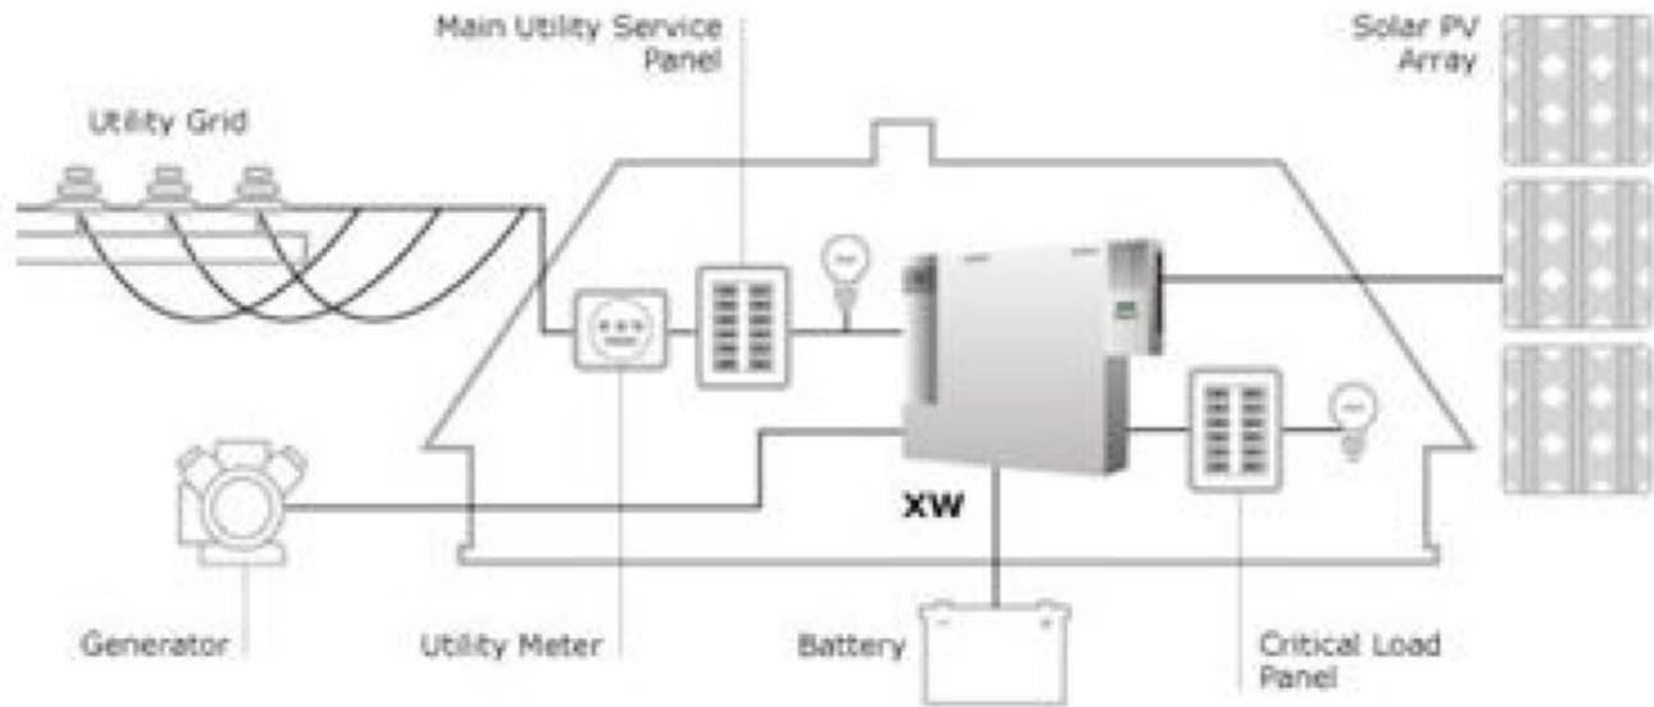 Main Utility Service
Panel
Solar PV
Array
Utility Grid
XW
Generator
Utility Meter
Battery
Critical Load
Panel